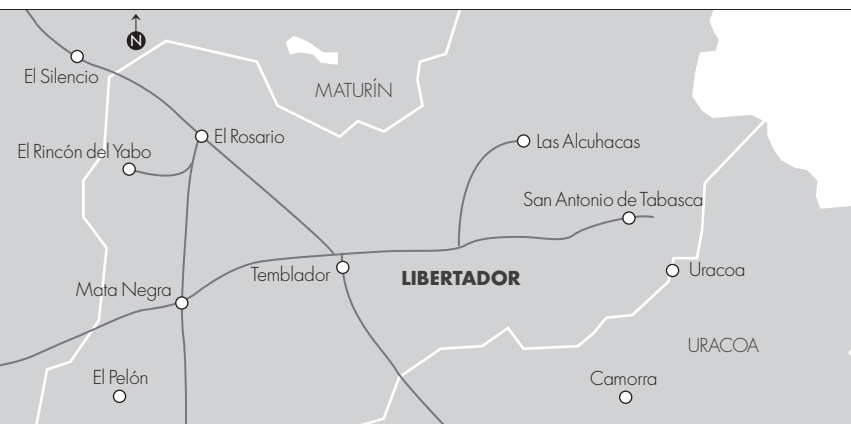 N
El Silencio
MATURÍN
El Rosario
Las Alcuhacas
El Rincón del Yabo
San Antonio de Tabasca
Temblador
LIBERTADOR
Uracoa
Mata Negra
URACOA
El Pelón
Camorra